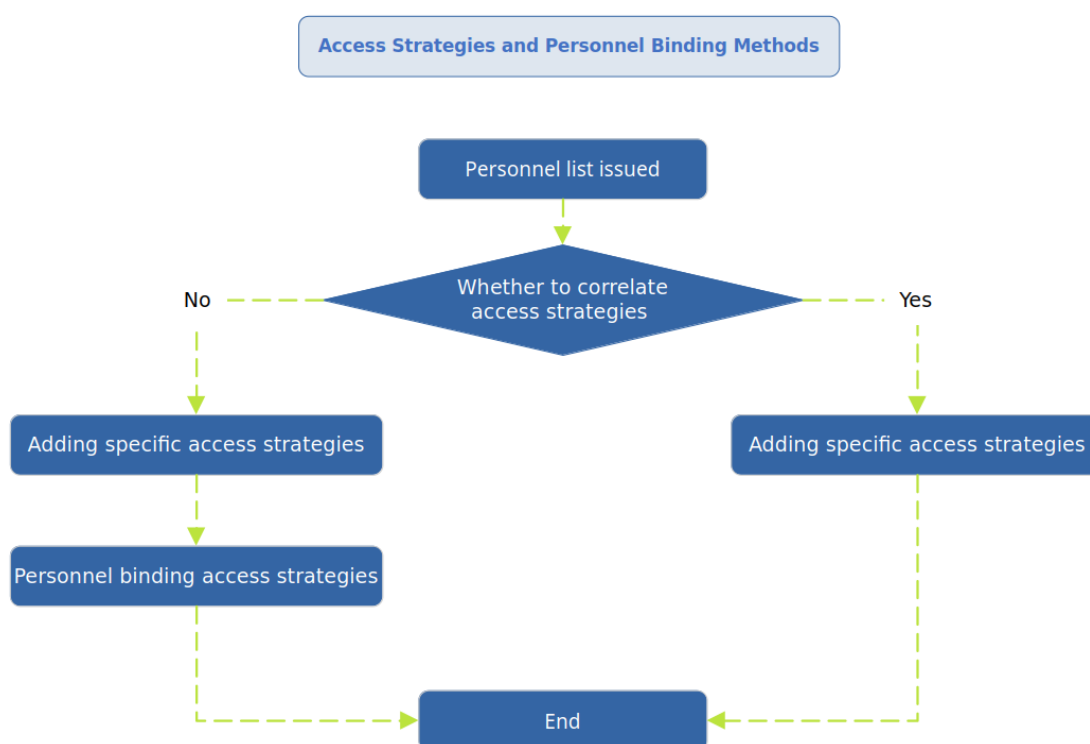 Access Strategies and Personnel Binding Methods
Personnel list issued
Whether to correlate
access strategies
No
Yes
Adding specific access strategies
Adding specific access strategies
Personnel binding access strategies
End